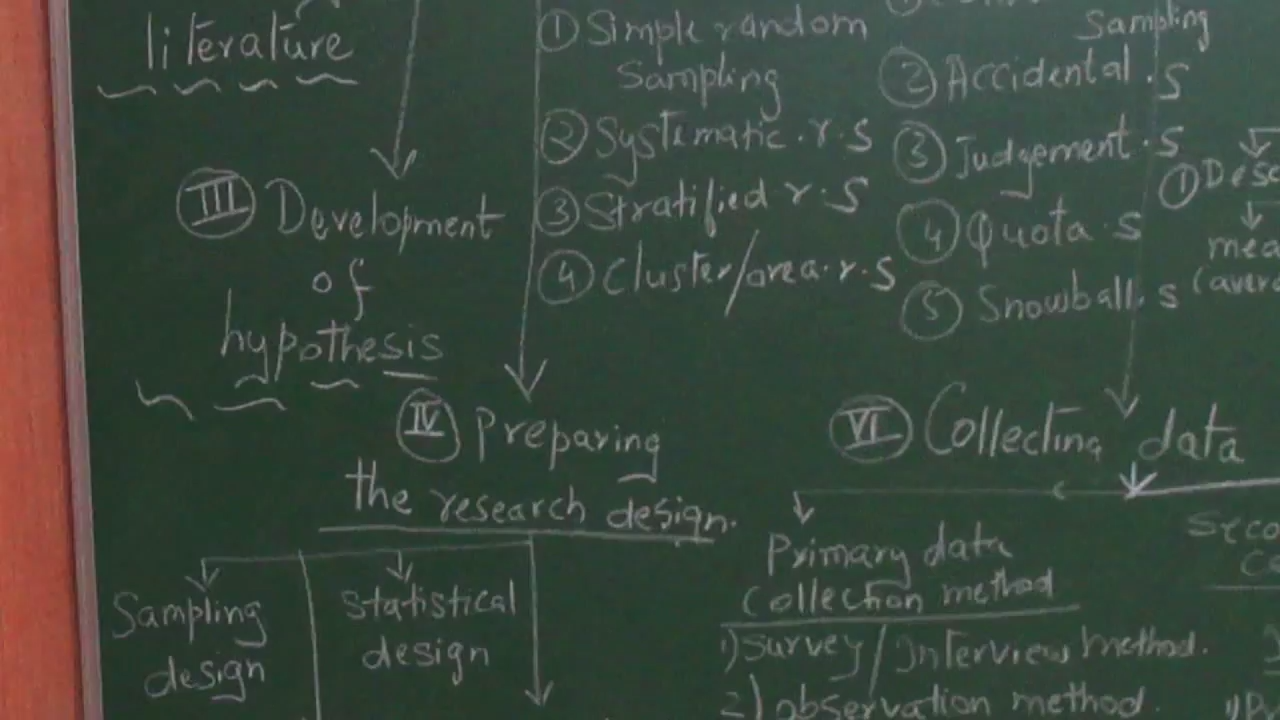 literature
III Development
of
hypothesis
① Simple random
Sampling
② Systematic.r.s
③ Stratified r.s
④ Cluster/area.r.s
IV Preparing
the research design.
Sampling
design
Statistical
design
Sampling
② Accidental.s
③ Judgement.s
④ Quota.s
⑤ Snowball.s
①
VI Collecting data
Primary data
Collection method
1) Survey/Interview method.
2) observation method.